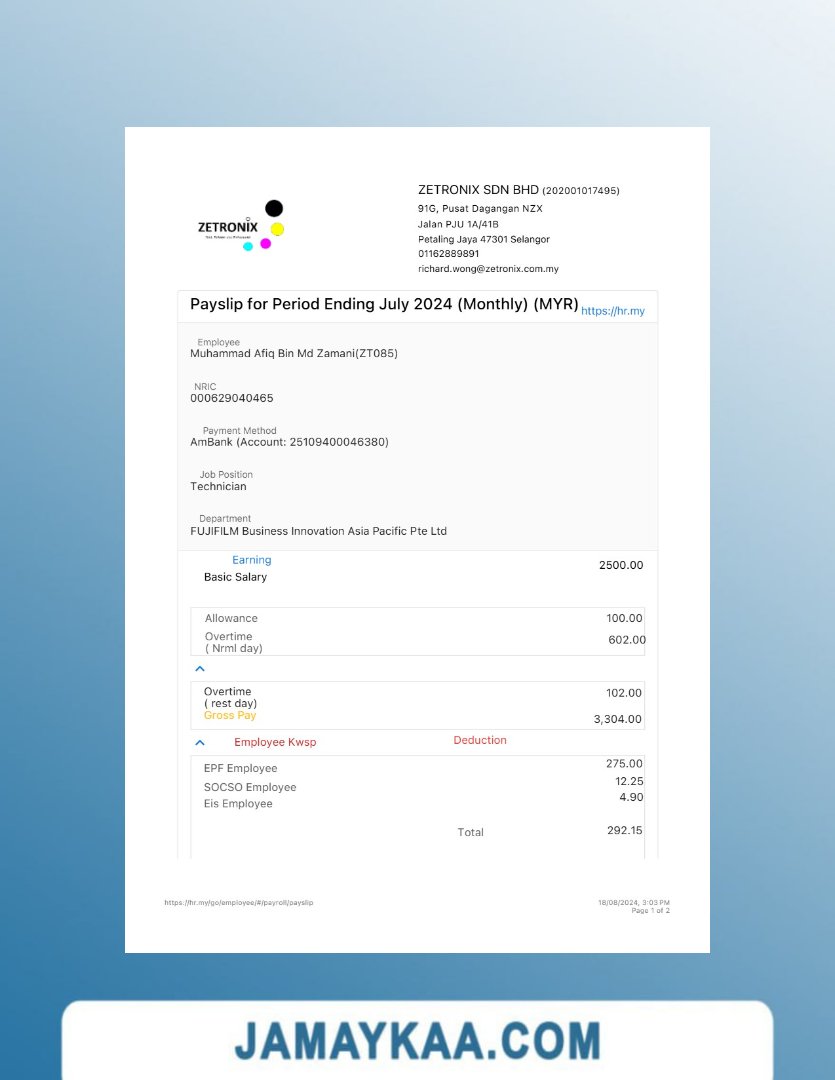 ZETRONIX
ZETRONIX SDN BHD (202001017495)
91G, Pusat Dagangan NZX
Jalan PJU 1A/41B
Petaling Jaya 47301 Selangor
01162889891
richard.wong@zetronix.com.my
Payslip for Period Ending July 2024 (Monthly) (MYR) https://hr.my
Employee
Muhammad Afiq Bin Md Zamani(ZT085)
NRIC
000629040465
Payment Method
AmBank (Account: 25109400046380)
Job Position
Technician
Department
FUJIFILM Business Innovation Asia Pacific Pte Ltd
Earning
Basic Salary 2500.00
Allowance 100.00
Overtime 602.00
( Nrml day)
Overtime 102.00
( rest day)
Gross Pay 3,304.00
Employee Kwsp Deduction
EPF Employee 275.00
SOCSO Employee 12.25
Eis Employee 4.90
Total 292.15
https://hr.my/go/employee/#/payroll/payslip 18/08/2024, 3:03 PM
Page 1 of 2
JAMAYKAA.COM